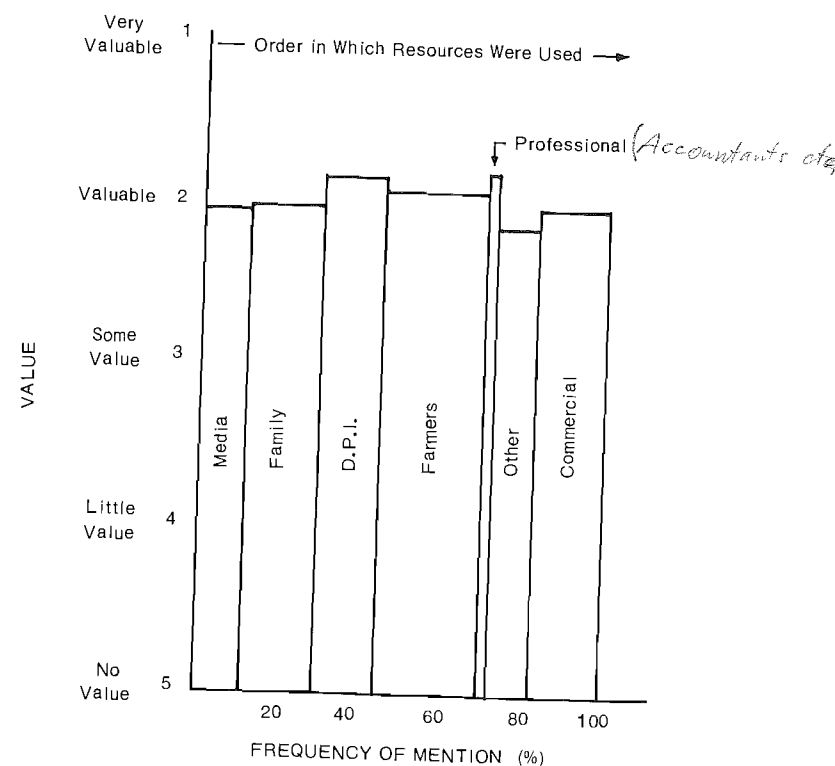 Very
Valuable 1
Order in Which Resources Were Used
Professional (Accountants etc
Valuable 2
Some
Value 3
VALUE
Media
Family
D.P.I.
Farmers
Other
Commercial
Little
Value 4
No
Value 5
20 40 60 80 100
FREQUENCY OF MENTION (%)